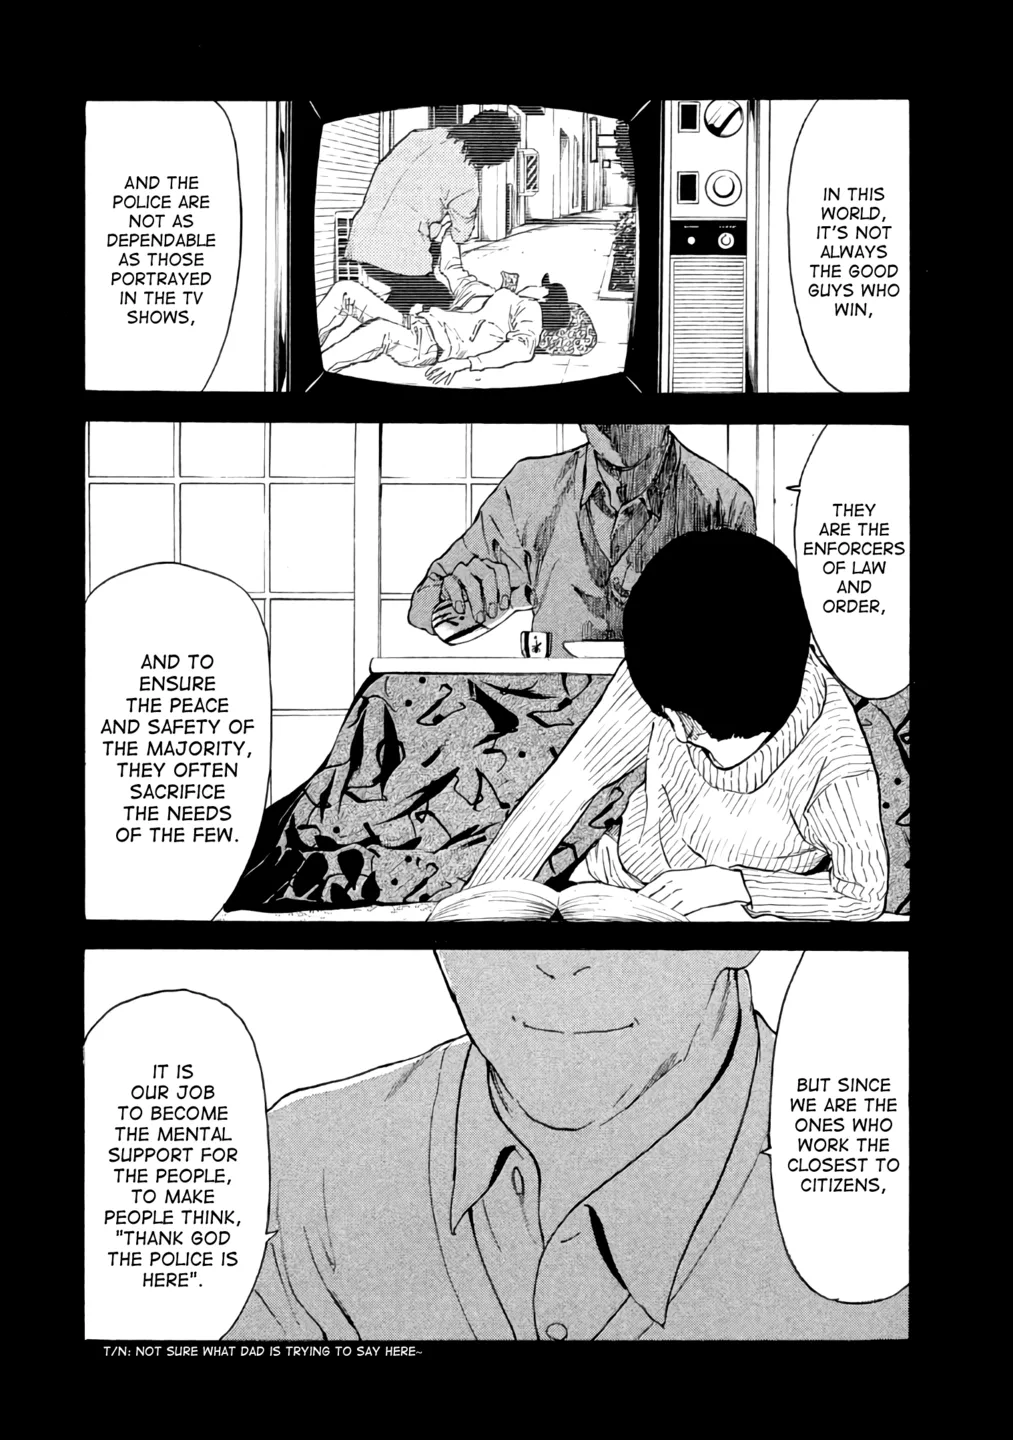 IN THIS
WORLD,
IT'S NOT
ALWAYS
THE GOOD
GUYS WHO
WIN,
AND THE
POLICE ARE
NOT AS
DEPENDABLE
AS THOSE
PORTRAYED
IN THE TV
SHOWS,
THEY
ARE THE
ENFORCERS
OF LAW
AND
ORDER,
AND TO
ENSURE
THE PEACE
AND SAFETY OF
THE MAJORITY,
THEY OFTEN
SACRIFICE
THE NEEDS
OF THE FEW.
BUT SINCE
WE ARE THE
ONES WHO
WORK THE
CLOSEST TO
CITIZENS,
IT IS
OUR JOB
TO BECOME
THE MENTAL
SUPPORT FOR
THE PEOPLE,
TO MAKE
PEOPLE THINK,
"THANK GOD
THE POLICE IS
HERE".
T/N: NOT SURE WHAT DAD IS TRYING TO SAY HERE~